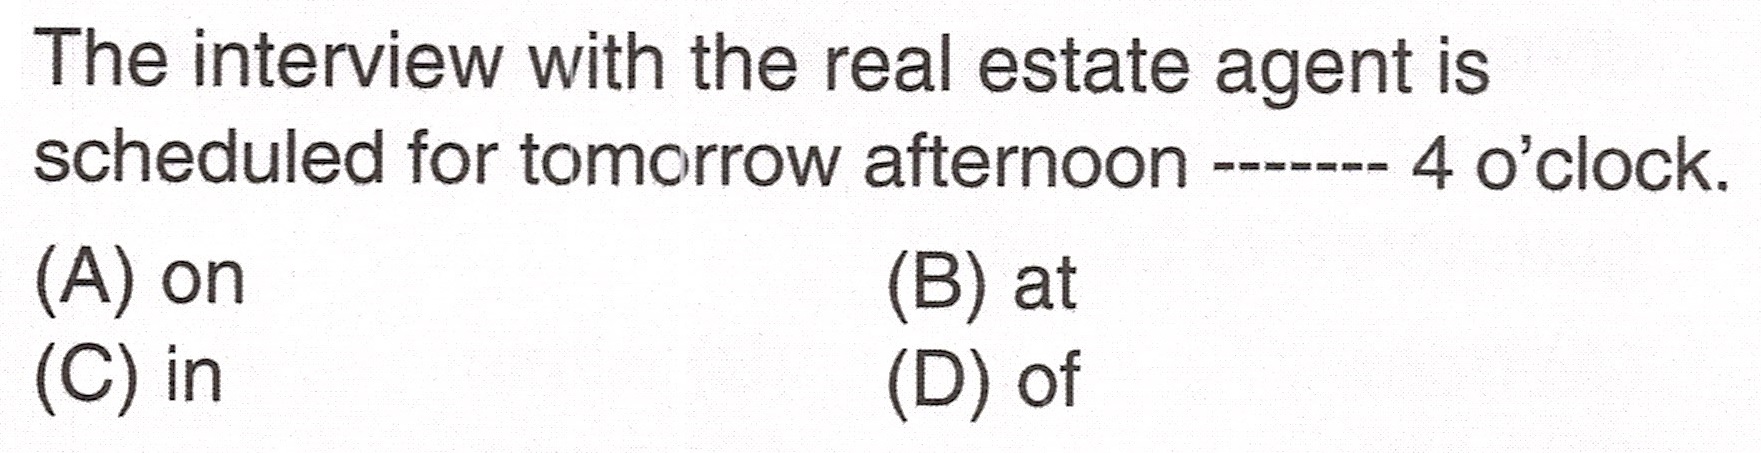 The interview with the real estate agent is
scheduled for tomorrow afternoon ------- 4 o'clock.
(A) on (B) at
(C) in (D) of